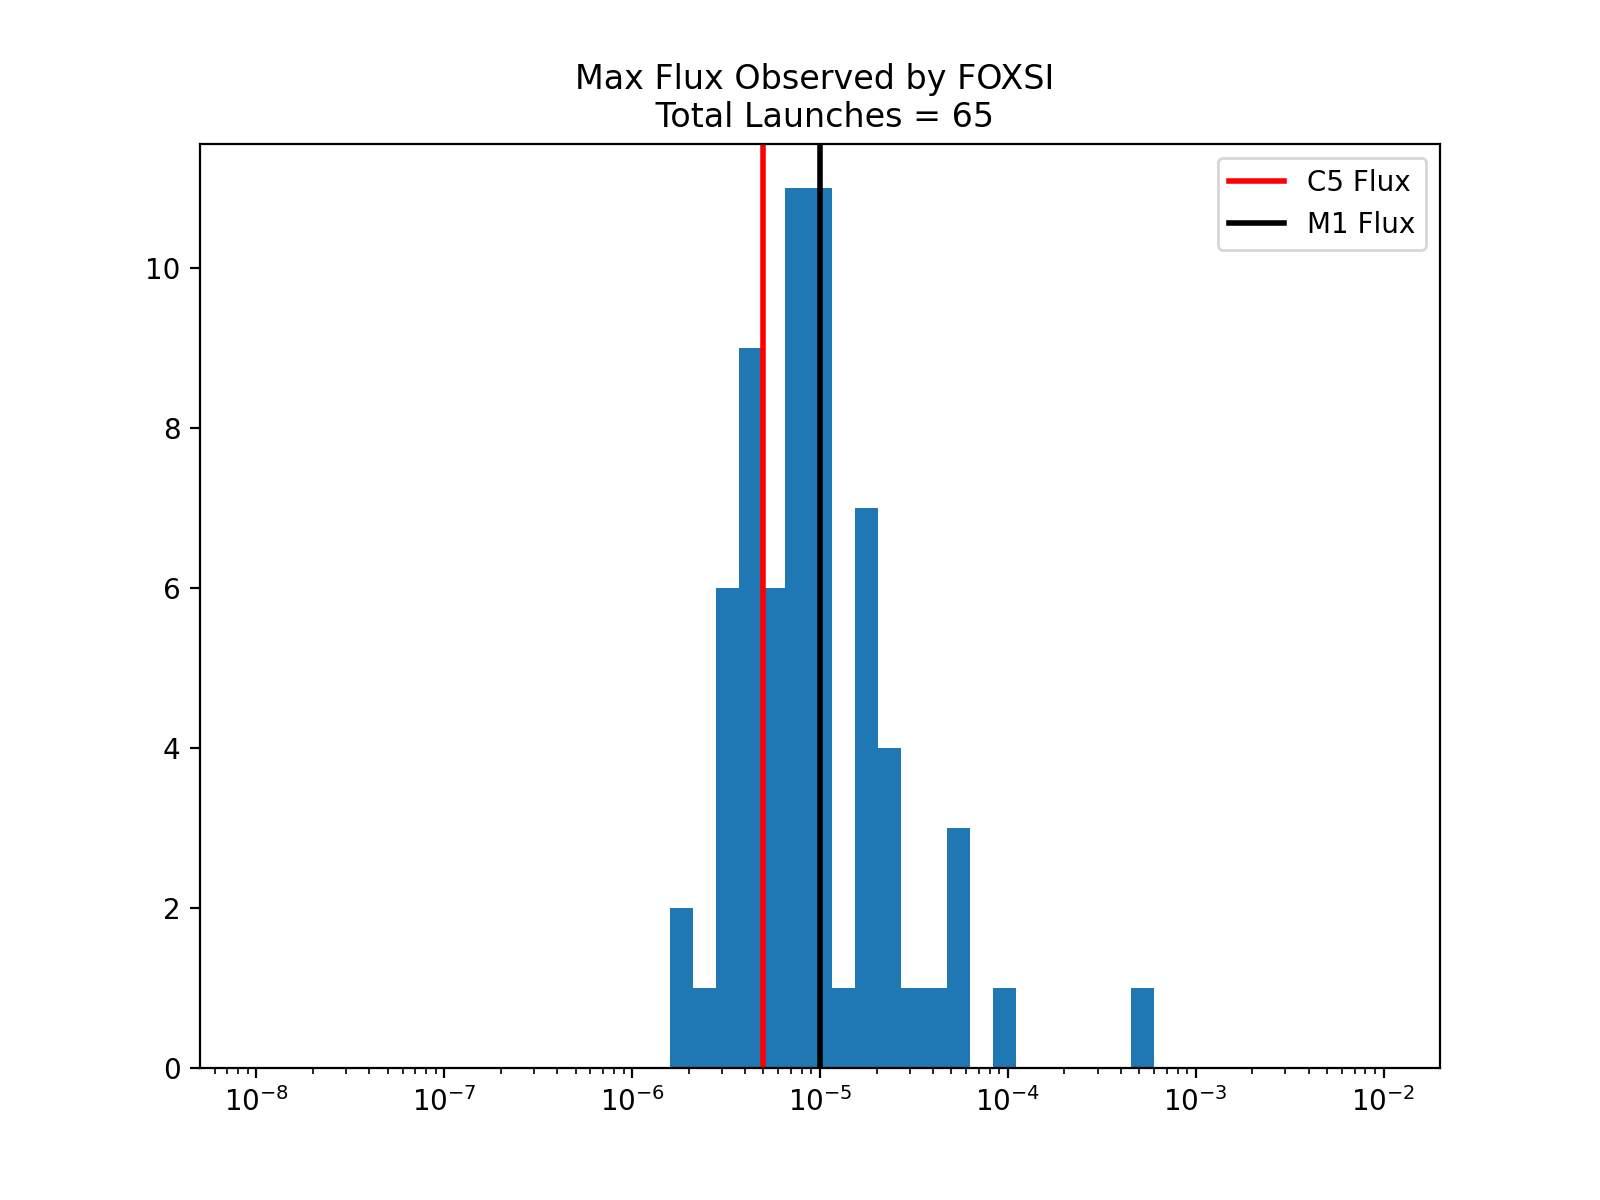 Max Flux Observed by FOXSI
Total Launches = 65
C5 Flux
M1 Flux
10
8
6
4
2
0
10⁻⁸ 10⁻⁷ 10⁻⁶ 10⁻⁵ 10⁻⁴ 10⁻³ 10⁻²